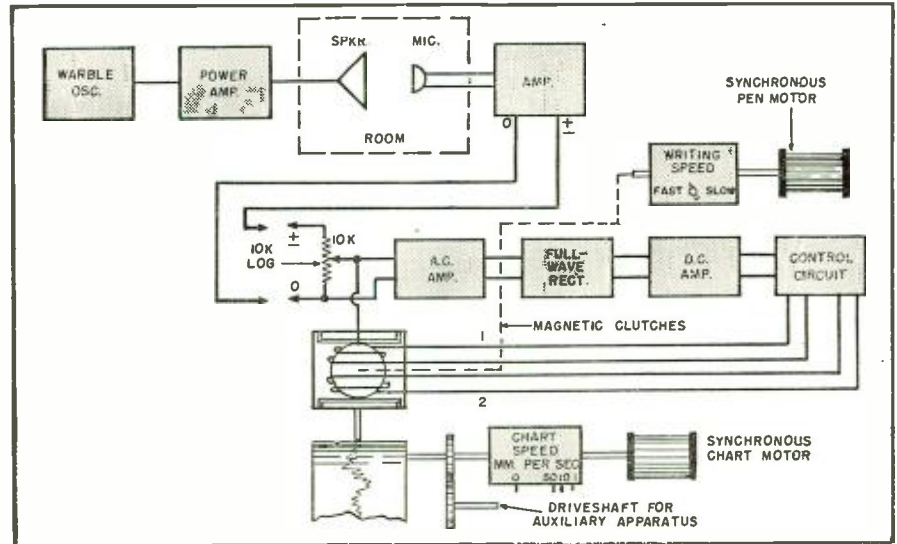 SPKR.
MIC.
WARBLE
OSC.
POWER
AMP.
AMP.
ROOM
O
±
SYNCHRONOUS
PEN MOTOR
WRITING
SPEED
FAST SLOW
±
10K
LOG
10K
O
A.C.
AMP.
FULL-
WAVE
RECT.
D.C.
AMP.
CONTROL
CIRCUIT
1
MAGNETIC CLUTCHES
2
CHART
SPEED
MM. PER SEC
SYNCHRONOUS
CHART MOTOR
DRIVESHAFT FOR
AUXILIARY APPARATUS